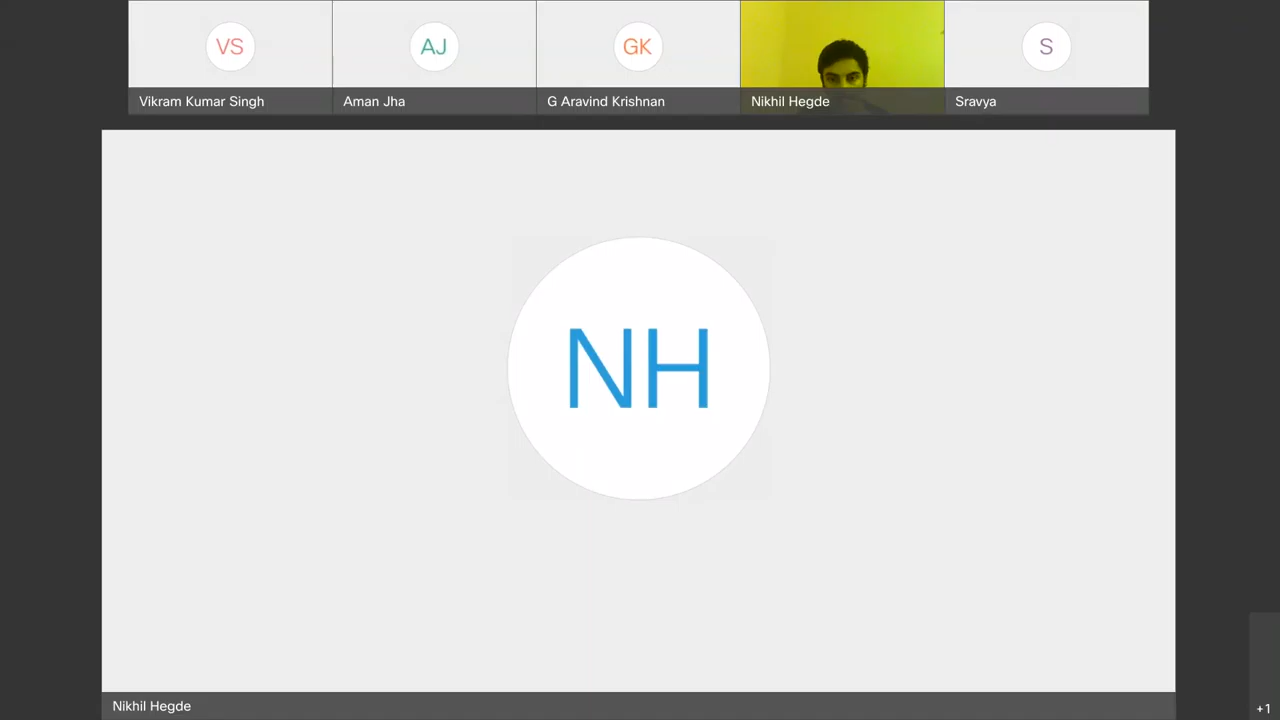 VS
AJ
GK
S
Vikram Kumar Singh
Aman Jha
G Aravind Krishnan
Nikhil Hegde
Sravya
NH
Nikhil Hegde
+1